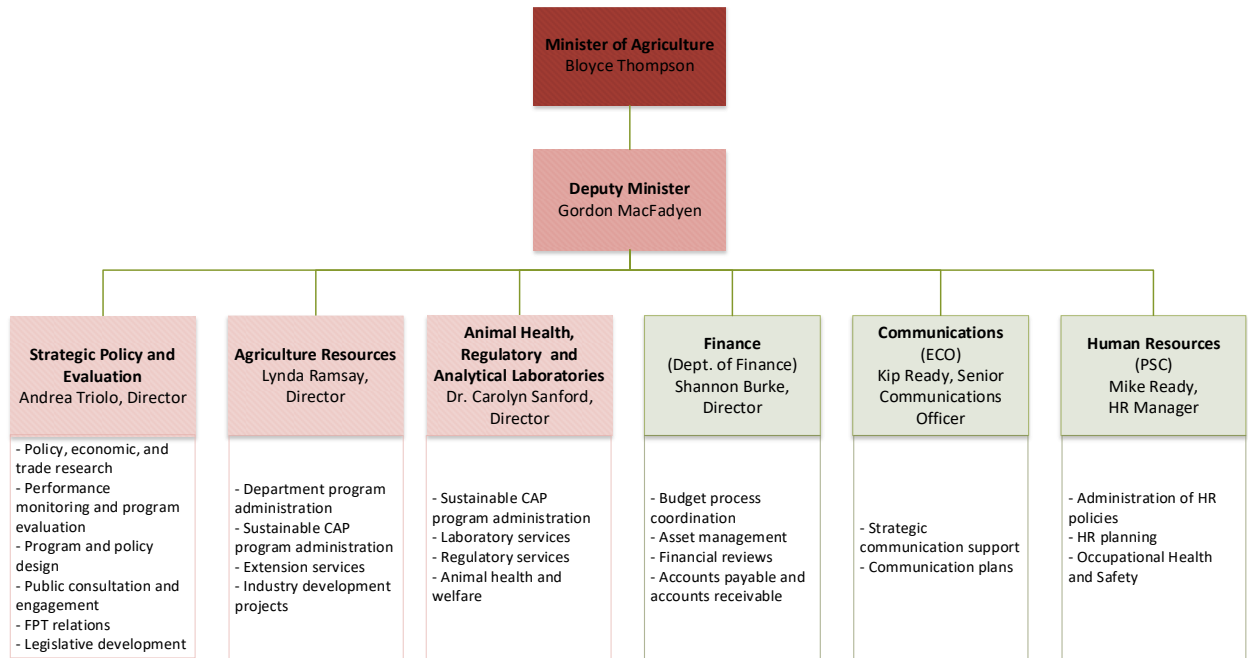 Minister of Agriculture
Bloyce Thompson
Deputy Minister
Gordon MacFadyen
Strategic Policy and
Evaluation
Andrea Triolo, Director
- Policy, economic, and
trade research
- Performance
monitoring and program
evaluation
- Program and policy
design
- Public consultation and
engagement
- FPT relations
- Legislative development
Agriculture Resources
Lynda Ramsay,
Director
- Department program
administration
- Sustainable CAP
program administration
- Extension services
- Industry development
projects
Animal Health,
Regulatory and
Analytical Laboratories
Dr. Carolyn Sanford,
Director
- Sustainable CAP
program administration
- Laboratory services
- Regulatory services
- Animal health and
welfare
Finance
(Dept. of Finance)
Shannon Burke,
Director
- Budget process
coordination
- Asset management
- Financial reviews
- Accounts payable and
accounts receivable
Communications
(ECO)
Kip Ready, Senior
Communications
Officer
- Strategic
communication support
- Communication plans
Human Resources
(PSC)
Mike Ready,
HR Manager
- Administration of HR
policies
- HR planning
- Occupational Health
and Safety